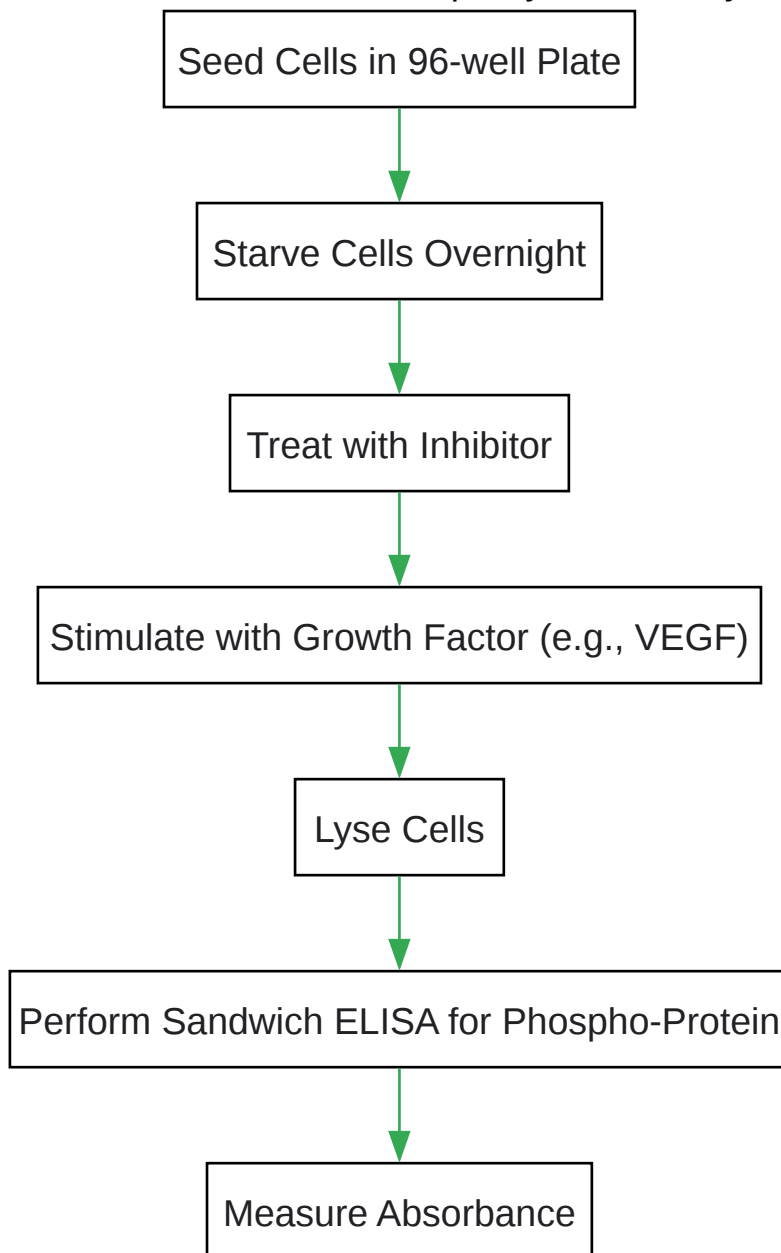 Seed Cells in 96-well Plate
Starve Cells Overnight
Treat with Inhibitor
Stimulate with Growth Factor (e.g., VEGF)
Lyse Cells
Perform Sandwich ELISA for Phospho-Protein
Measure Absorbance